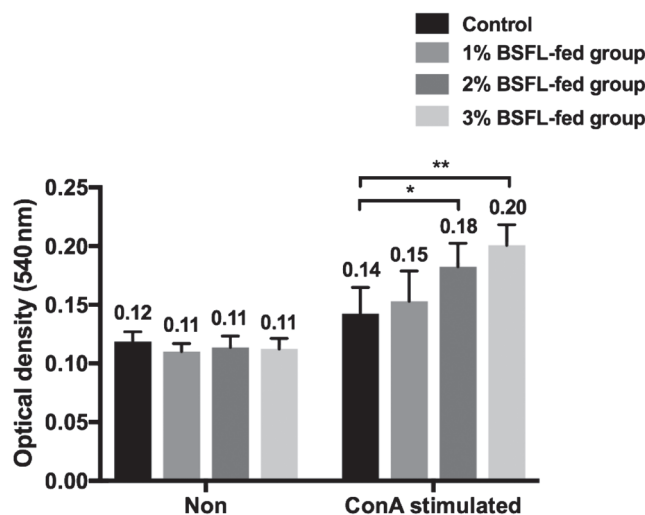 Control
1% BSFL-fed group
2% BSFL-fed group
3% BSFL-fed group
Optical density (540nm)
0.25
0.20
0.15
0.10
0.05
0.00
**
*
0.12
0.11
0.11
0.11
0.14
0.15
0.18
0.20
Non
ConA stimulated